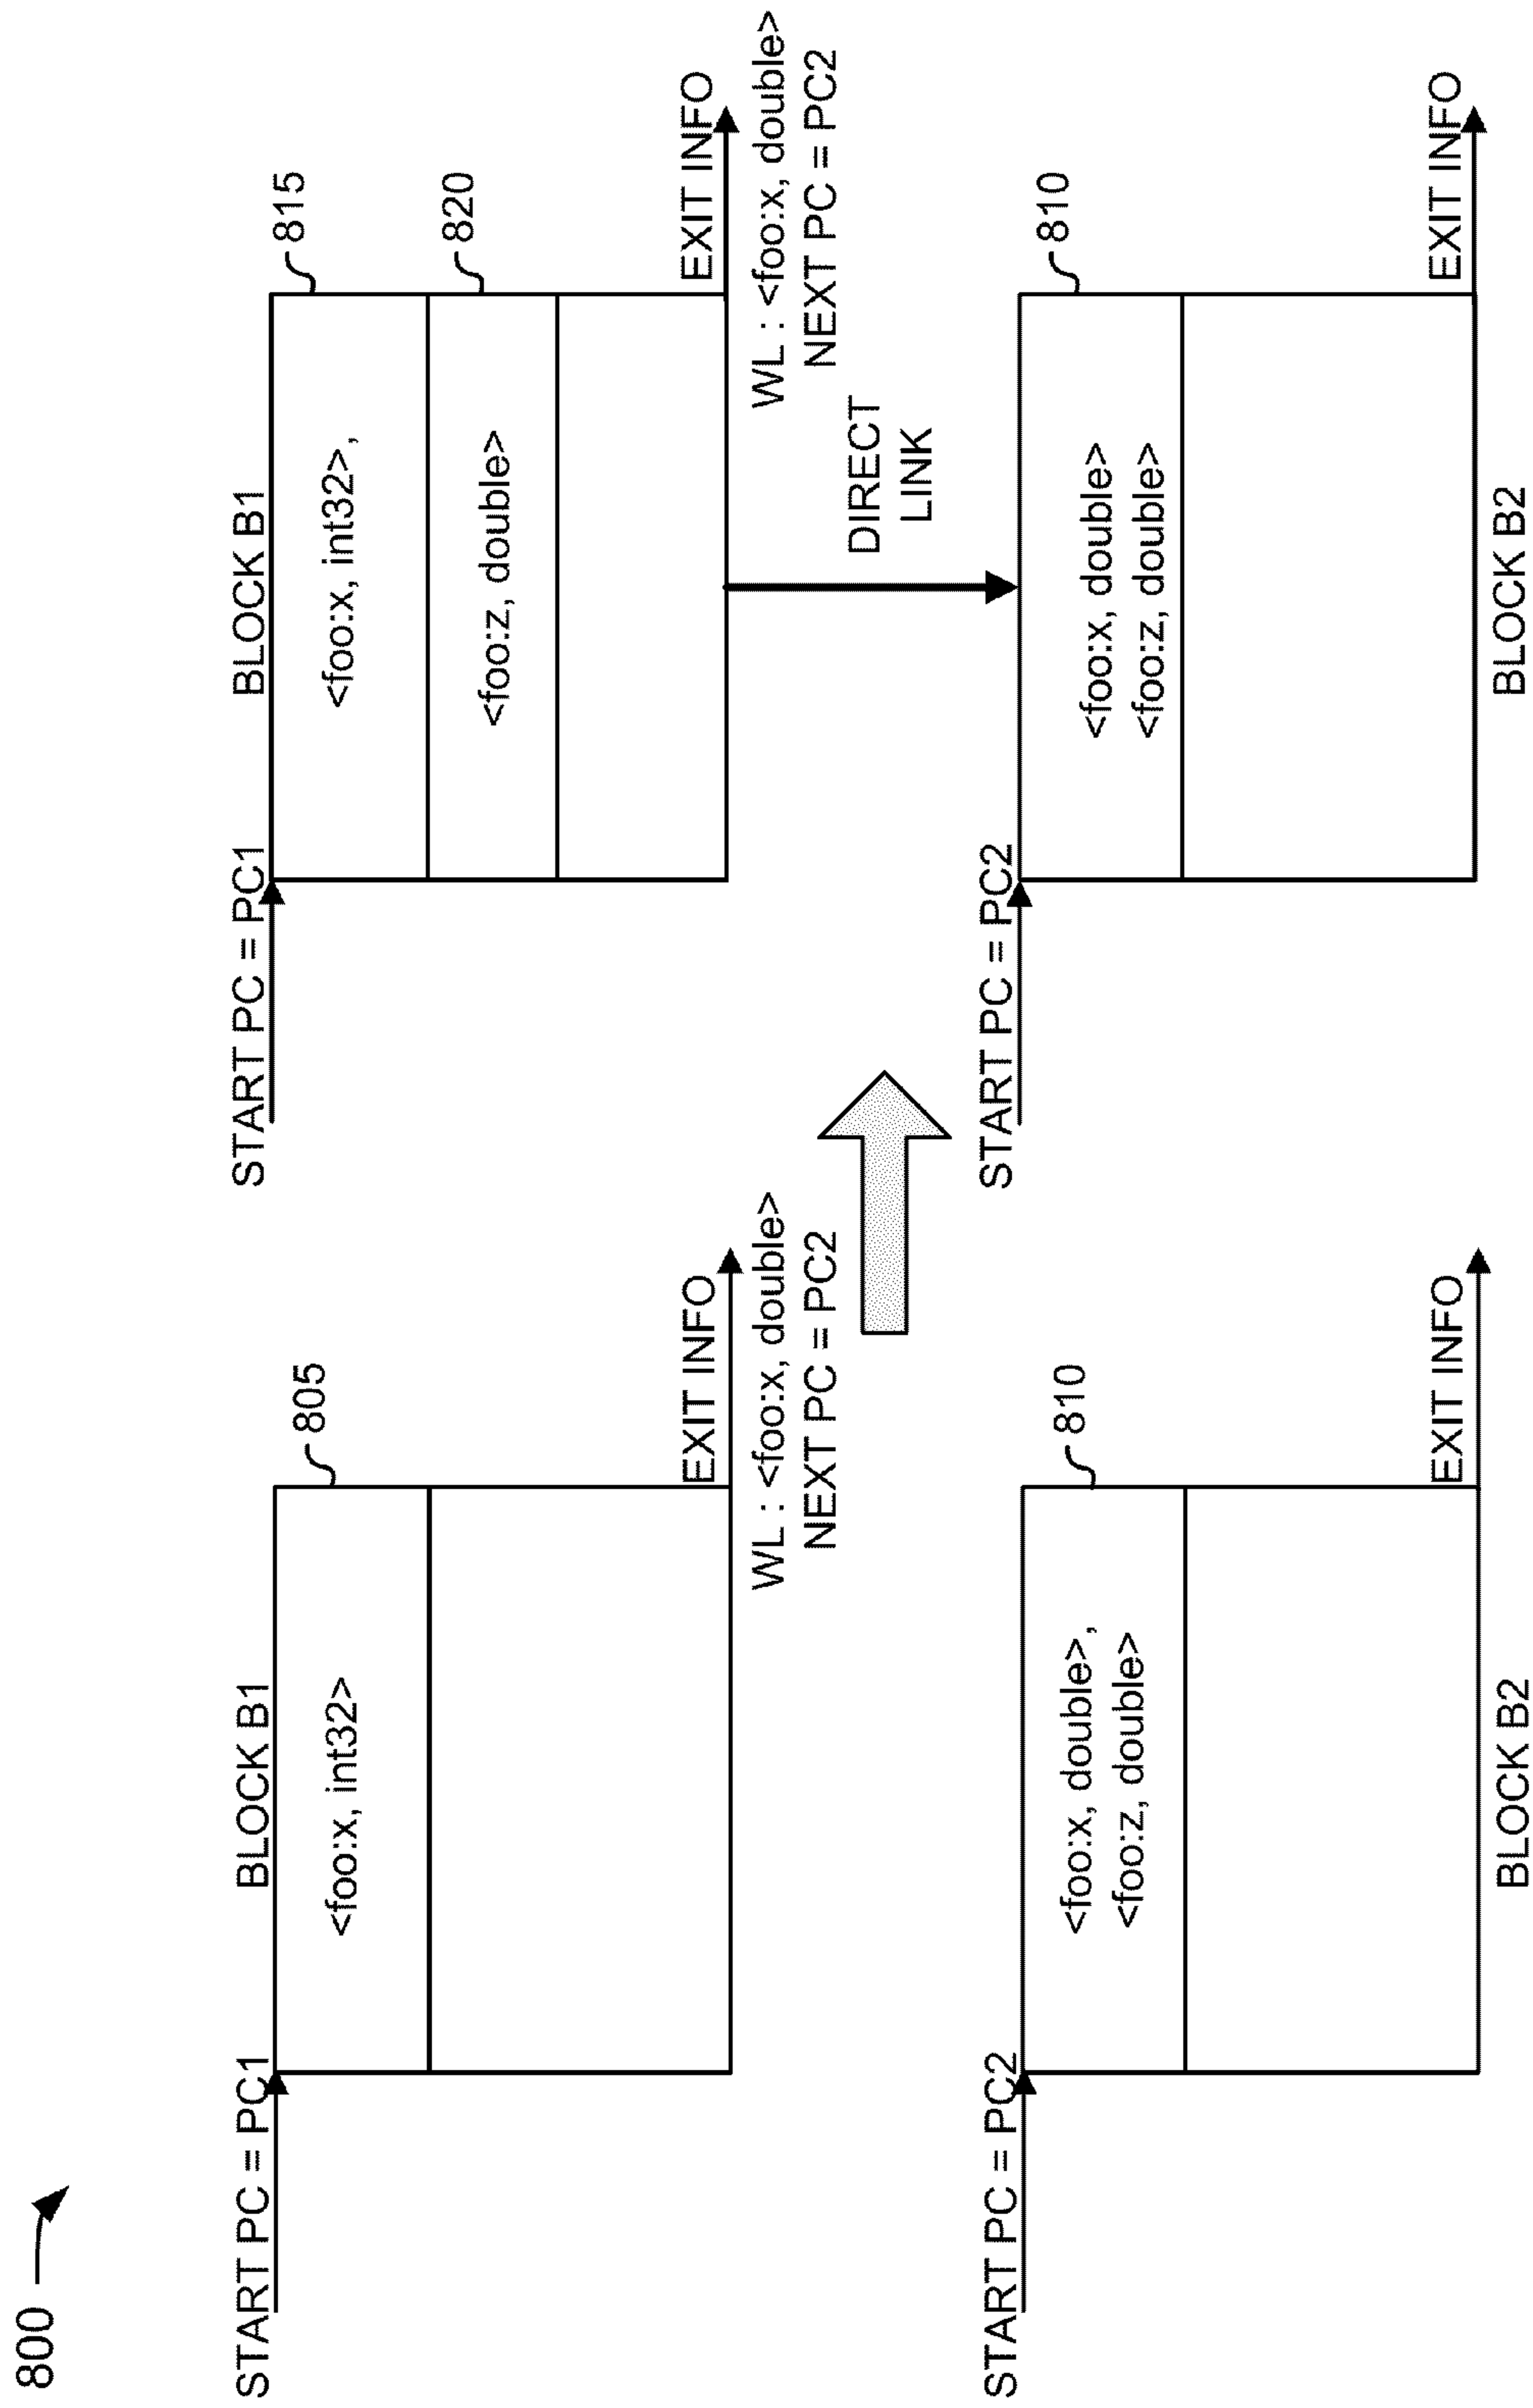 800
START PC = PC1
BLOCK B1
<foo:x, int32>
805
EXIT INFO
WL : <foo:x, double>
NEXT PC = PC2
START PC = PC2
<foo:x, double>,
<foo:z, double>
810
EXIT INFO
BLOCK B2
START PC = PC1
BLOCK B1
<foo:x, int32>,
815
<foo:z, double>
820
EXIT INFO
WL : <foo:x, double>
NEXT PC = PC2
DIRECT
LINK
START PC = PC2
<foo:x, double>
<foo:z, double>
810
EXIT INFO
BLOCK B2